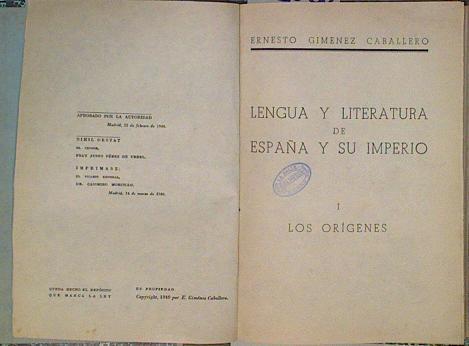 APROBADO POR LA AUTORIDAD
Madrid, de febrero de 1940.
NIHIL OBSTAT
EL CENSOR,
FRAY JUSTO PÉREZ DE URBEL
IMPRIMASE:
EL VICARIO GENERAL,
DR. CASIMIRO MORCILLO.
Madrid, 14 de marzo de 1940.
QUEDA HECHO EL DEPÓSITO
QUE MARCA LA LEY
ES PROPIEDAD
Copyright, 1940 por E. Giménez Caballero.
ERNESTO GIMENEZ CABALLERO
LENGUA Y LITERATURA
DE
ESPAÑA Y SU IMPERIO
I
LOS ORÍGENES